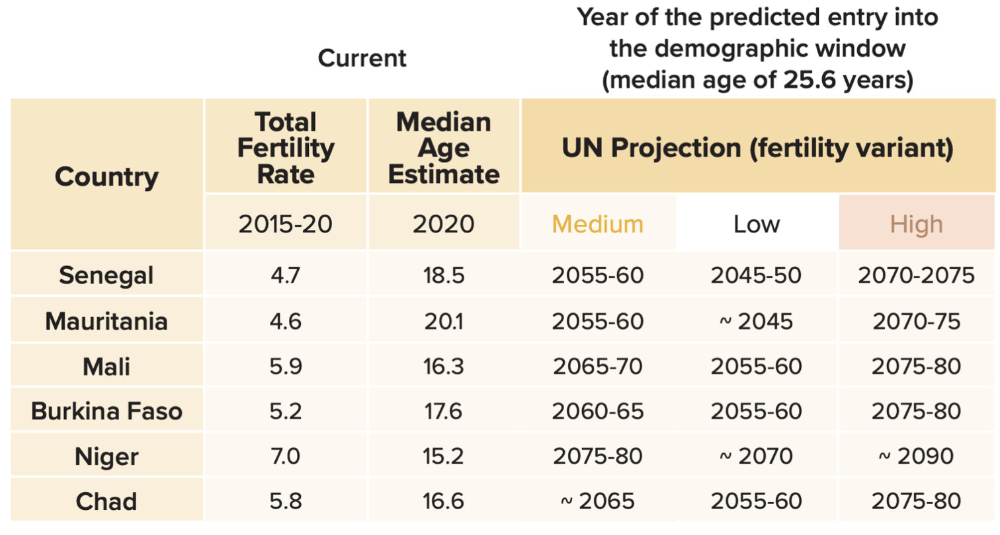 Year of the predicted entry into
the demographic window
(median age of 25.6 years)
Current
Country
Total
Fertility
Rate
Median
Age
Estimate
UN Projection (fertility variant)
2015-20
2020
Medium
Low
High
Senegal 4.7 18.5 2055-60 2045-50 2070-2075
Mauritania 4.6 20.1 2055-60 ~ 2045 2070-75
Mali 5.9 16.3 2065-70 2055-60 2075-80
Burkina Faso 5.2 17.6 2060-65 2055-60 2075-80
Niger 7.0 15.2 2075-80 ~ 2070 ~ 2090
Chad 5.8 16.6 ~ 2065 2055-60 2075-80